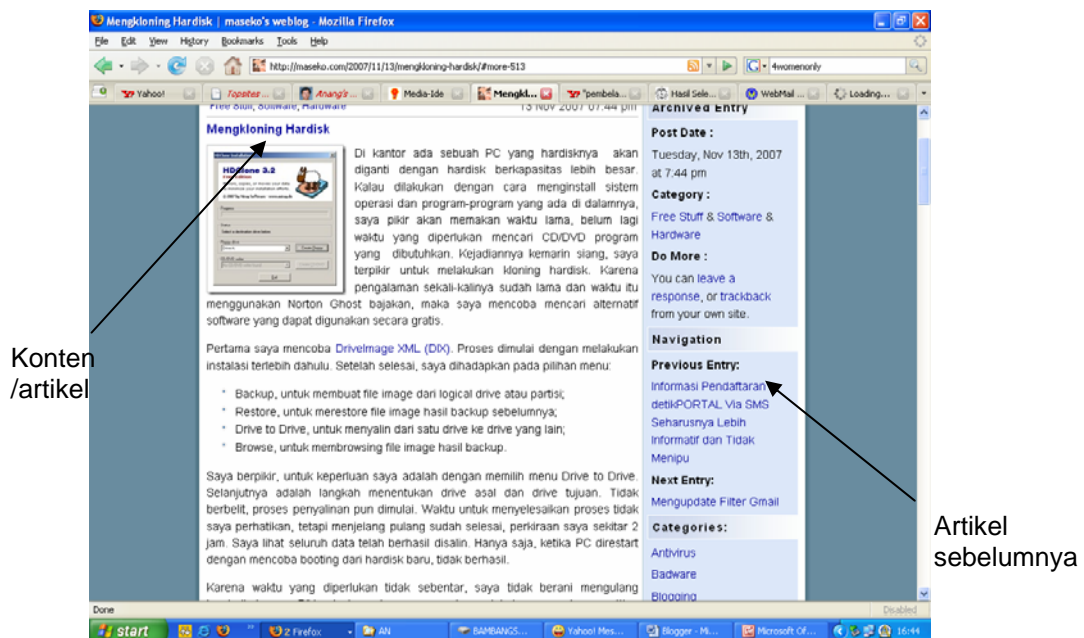 Mengkloning Hardisk | maseko's weblog - Mozilla Firefox
File Edit View History Bookmarks Tools Help
http://maseko.com/2007/11/13/mengkloning-hardisk/#more-513
4womenonly
Yahoo!
Topsites ...
Anang's ...
Media-Ide
Mengkl...
"pembela...
Hasil Sele...
WebMail ...
Loading...
Free Stuff, Software, Hardware
13 Nov 2007 07:44 pm
Mengkloning Hardisk
HDClone 3.2
Di kantor ada sebuah PC yang hardisknya akan
diganti dengan hardisk berkapasitas lebih besar.
Kalau dilakukan dengan cara menginstall sistem
operasi dan program-program yang ada di dalamnya,
saya pikir akan memakan waktu lama, belum lagi
waktu yang diperlukan mencari CD/DVD program
yang dibutuhkan. Kejadiannya kemarin siang, saya
terpikir untuk melakukan kloning hardisk. Karena
pengalaman sekali-kalinya sudah lama dan waktu itu
menggunakan Norton Ghost bajakan, maka saya mencoba mencari alternatif
software yang dapat digunakan secara gratis.
Pertama saya mencoba DriveImage XML (DIX). Proses dimulai dengan melakukan
instalasi terlebih dahulu. Setelah selesai, saya dihadapkan pada pilihan menu:
Backup, untuk membuat file image dari logical drive atau partisi;
Restore, untuk merestore file image hasil backup sebelumnya;
Drive to Drive, untuk menyalin dari satu drive ke drive yang lain;
Browse, untuk membrowsing file image hasil backup.
Saya berpikir, untuk keperluan saya adalah dengan memilih menu Drive to Drive.
Selanjutnya adalah langkah menentukan drive asal dan drive tujuan. Tidak
berbelit, proses penyalinan pun dimulai. Waktu untuk menyelesaikan proses tidak
saya perhatikan, tetapi menjelang pulang sudah selesai, perkiraan saya sekitar 2
jam. Saya lihat seluruh data telah berhasil disalin. Hanya saja, ketika PC direstart
dengan mencoba booting dari hardisk baru, tidak berhasil.
Karena waktu yang diperlukan tidak sebentar, saya tidak berani mengulang
Archived Entry
Post Date :
Tuesday, Nov 13th, 2007
at 7.44 pm
Category :
Free Stuff & Software &
Hardware
Do More :
You can leave a
response, or trackback
from your own site.
Navigation
Previous Entry:
Informasi Pendaftaran
detikPORTAL Via SMS
Seharusnya Lebih
Informatif dan Tidak
Menipu
Next Entry:
Mengupdate Filter Gmail
Categories:
Antivirus
Badware
Blogging
Konten
/artikel
Artikel
sebelumnya
Done
Disabled
start
2 Firefox
AN
BAMBANGS...
Yahoo! Mes...
Blogger - Mi...
Microsoft Of...
16:44